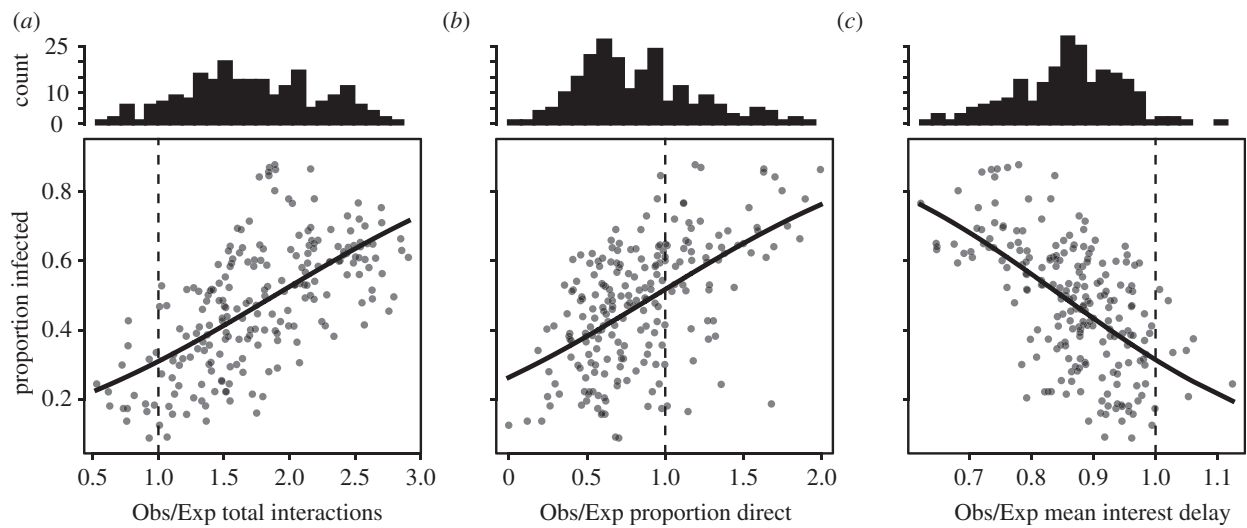 (a) (b) (c)
count
25
10
0
proportion infected
0.8
0.6
0.4
0.2
0.5 1.0 1.5 2.0 2.5 3.0
0 0.5 1.0 1.5 2.0
0.7 0.8 0.9 1.0 1.1
Obs/Exp total interactions
Obs/Exp proportion direct
Obs/Exp mean interest delay